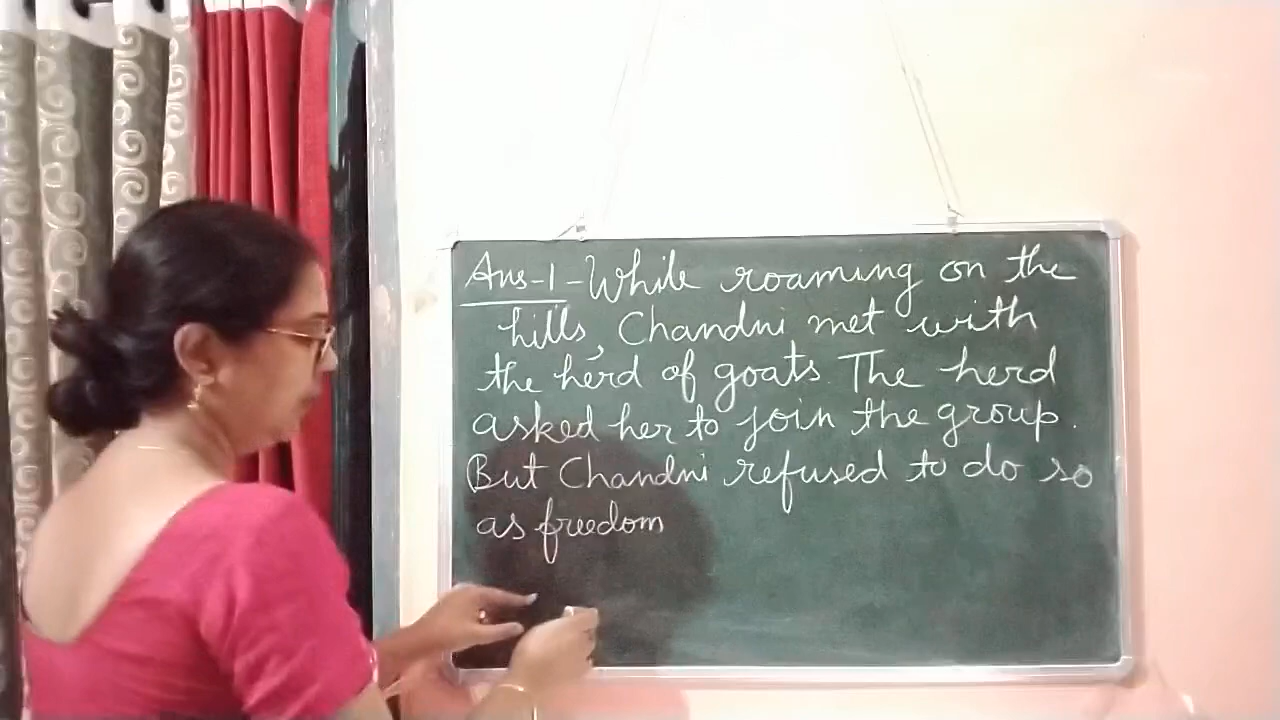 Ans-1-While roaming on the
hills, Chandni met with
the herd of goats. The herd
asked her to join the group.
But Chandni refused to do so
as freedom